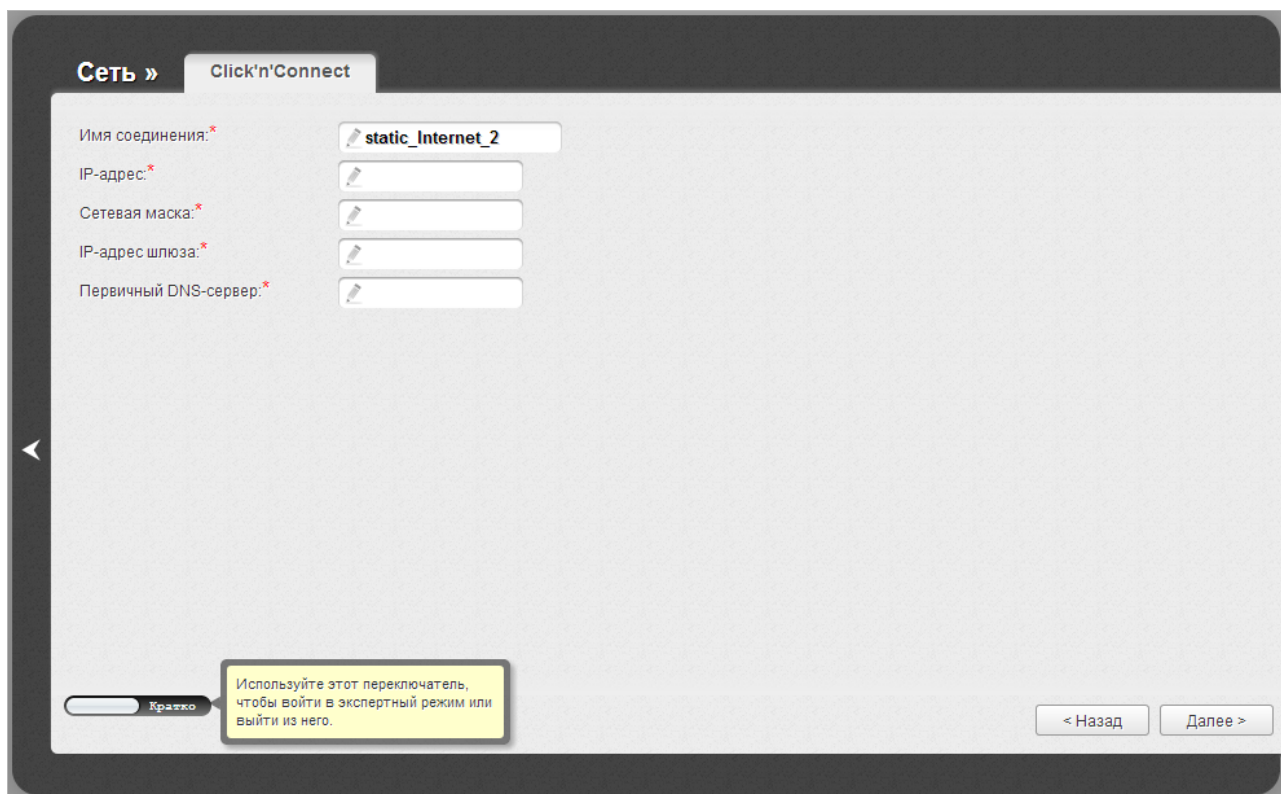 Сеть »
Click'n'Connect
Имя соединения:* static_Internet_2
IP-адрес:*
Сетевая маска:*
IP-адрес шлюза:*
Первичный DNS-сервер:*
Кратко
Используйте этот переключатель,
чтобы войти в экспертный режим или
выйти из него.
< Назад
Далее >